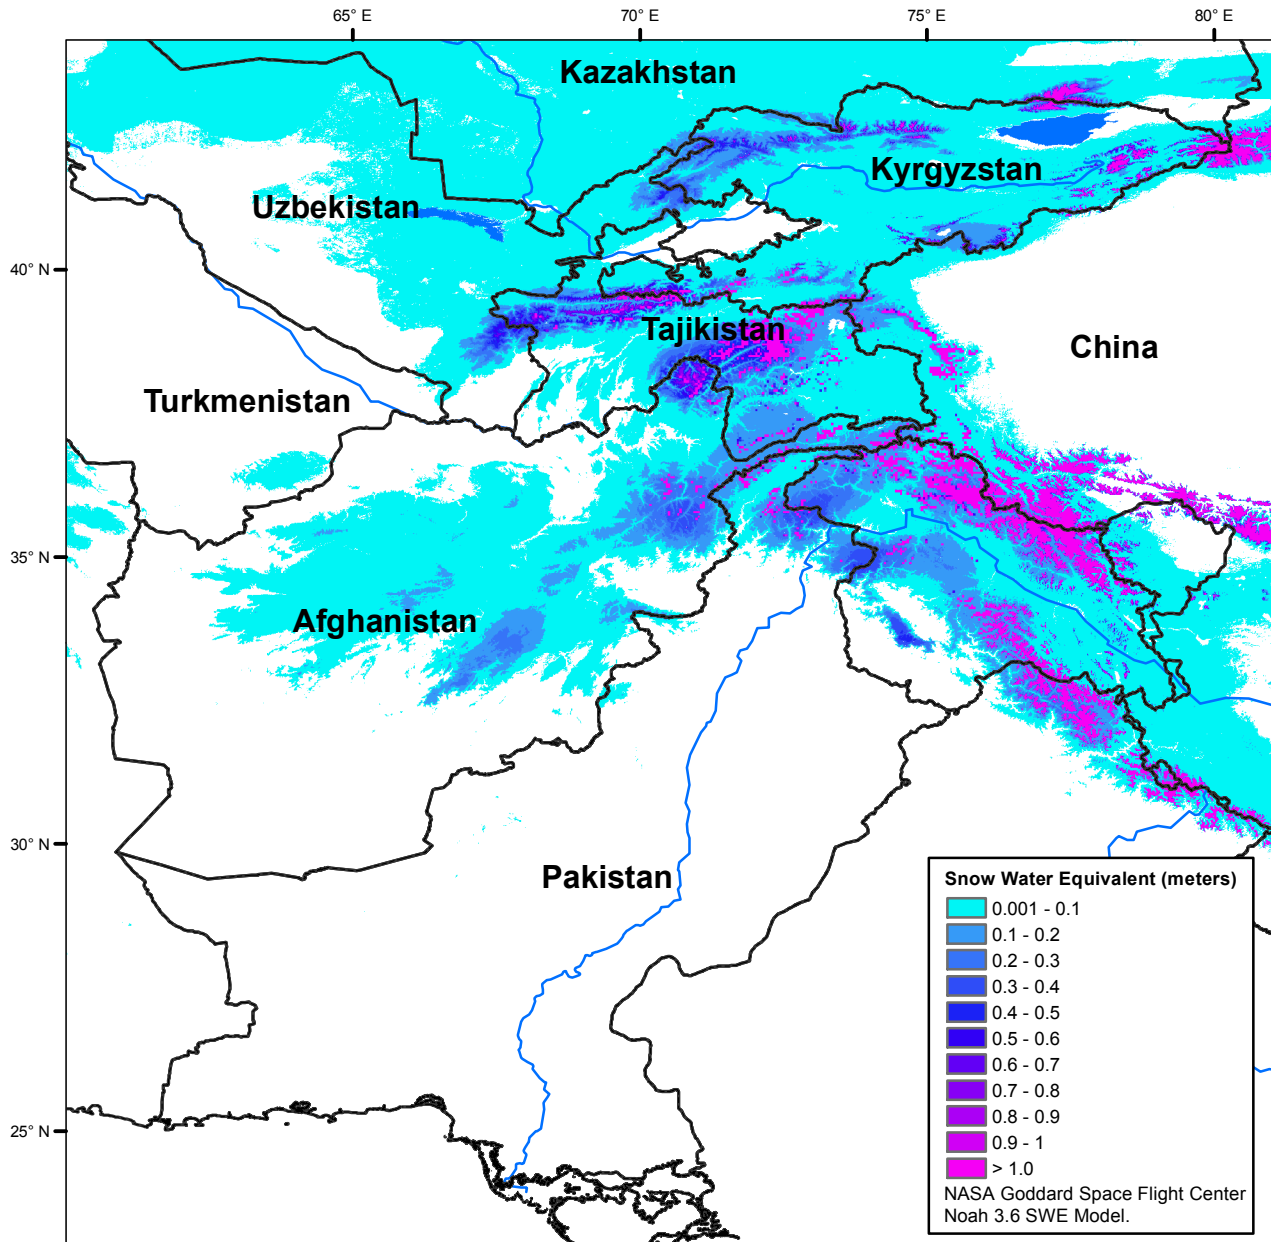 65° E
70° E
75° E
80° E
Kazakhstan
Kyrgyzstan
Uzbekistan
40° N
Tajikistan
China
Turkmenistan
35° N
Afghanistan
30° N
Pakistan
25° N
Snow Water Equivalent (meters)
0.001 - 0.1
0.1 - 0.2
0.2 - 0.3
0.3 - 0.4
0.4 - 0.5
0.5 - 0.6
0.6 - 0.7
0.7 - 0.8
0.8 - 0.9
0.9 - 1
> 1.0
NASA Goddard Space Flight Center
Noah 3.6 SWE Model.